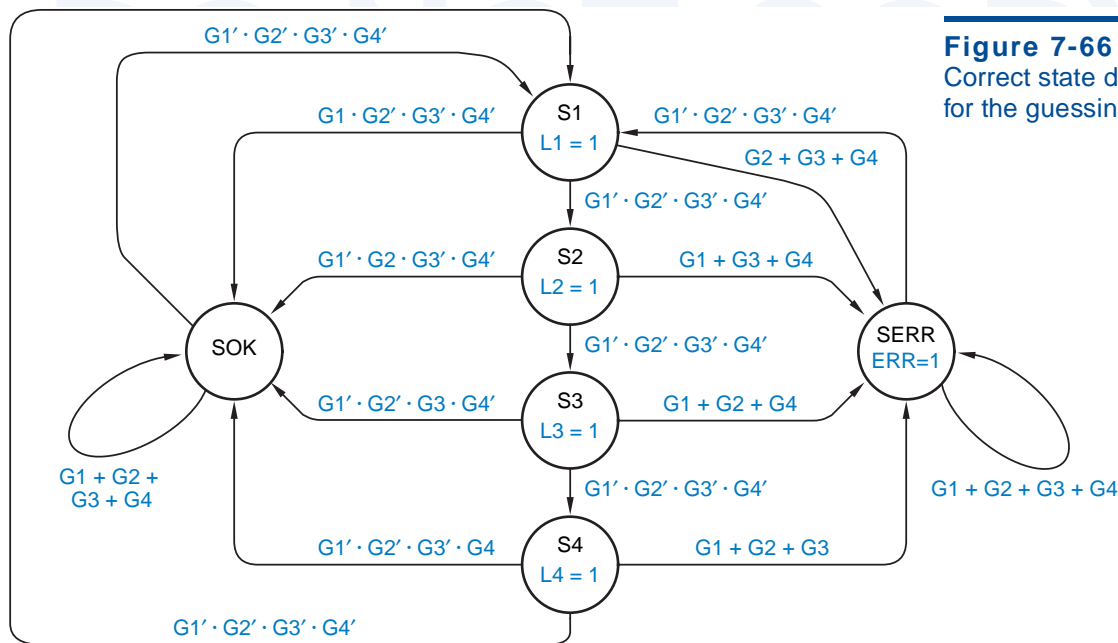 Figure 7-66
Correct state d
for the guessin
G1′ · G2′ · G3′ · G4′
G1 · G2′ · G3′ · G4′
S1
L1 = 1
G1′ · G2′ · G3′ · G4′
G2 + G3 + G4
G1′ · G2′ · G3′ · G4′
G1′ · G2 · G3′ · G4′
S2
L2 = 1
G1 + G3 + G4
SOK
G1′ · G2′ · G3′ · G4′
SERR
ERR=1
G1′ · G2′ · G3 · G4′
S3
L3 = 1
G1 + G2 + G4
G1 + G2 +
G3 + G4
G1′ · G2′ · G3′ · G4′
G1 + G2 + G3 + G4
G1′ · G2′ · G3′ · G4
S4
L4 = 1
G1 + G2 + G3
G1′ · G2′ · G3′ · G4′